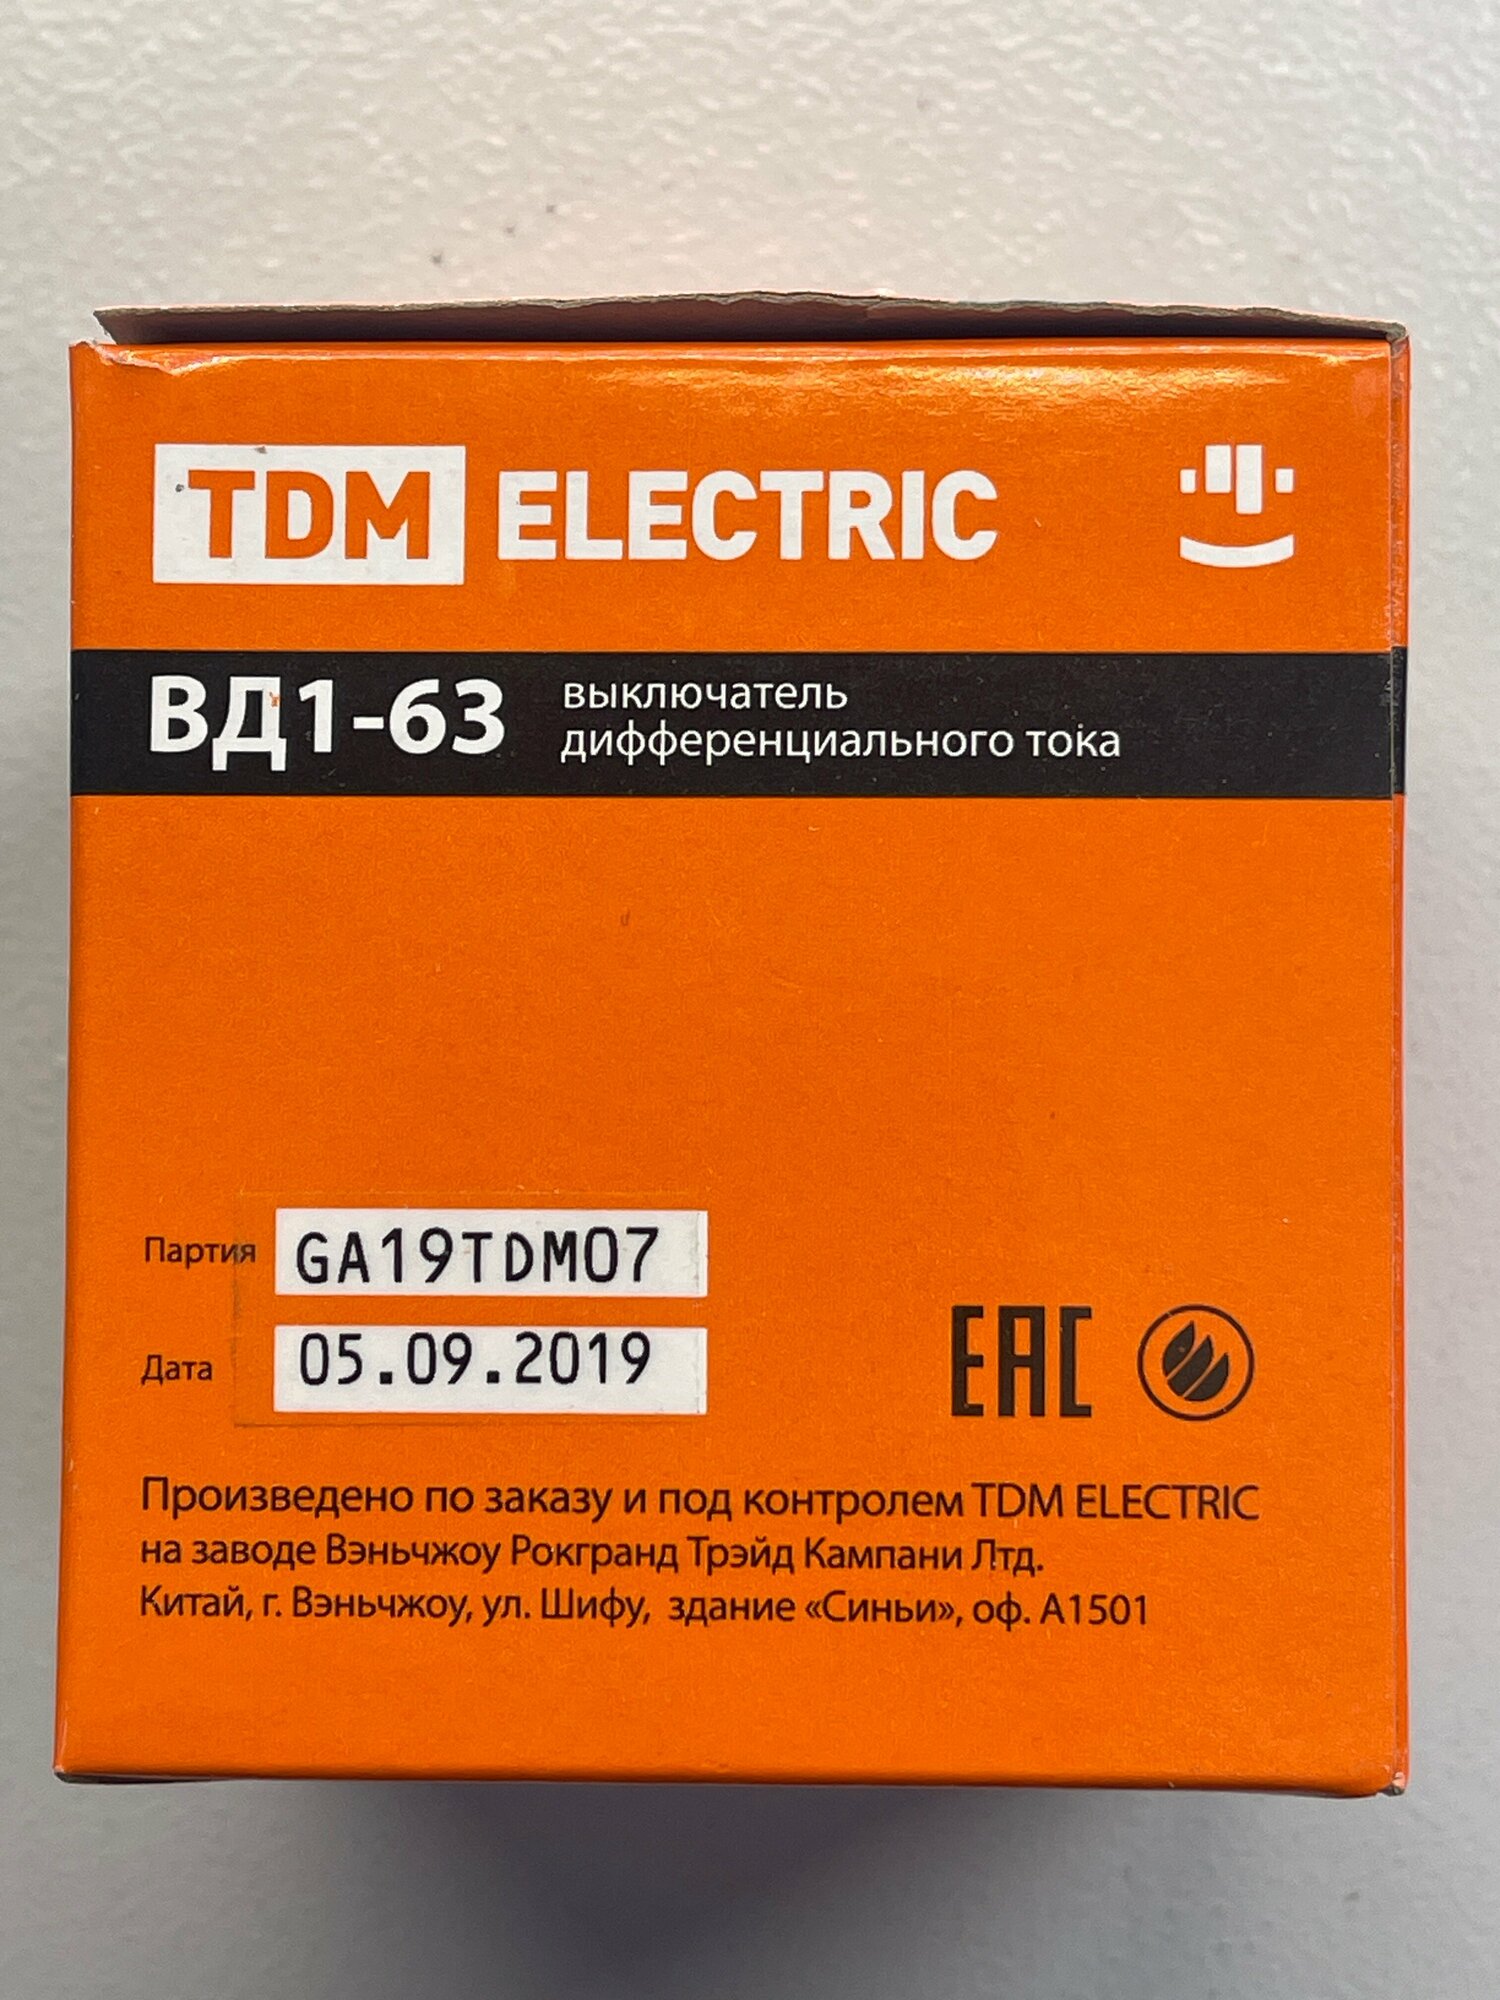 TDM ELECTRIC
ВД1-63
выключатель
дифференциального тока
Партия GA19TDM07
Дата 05.09.2019
EAC
Произведено по заказу и под контролем TDM ELECTRIC
на заводе Вэньчжоу Рокгранд Трэйд Кампани Лтд.
Китай, г. Вэньчжоу, ул. Шифу, здание «Синьи», оф. А1501